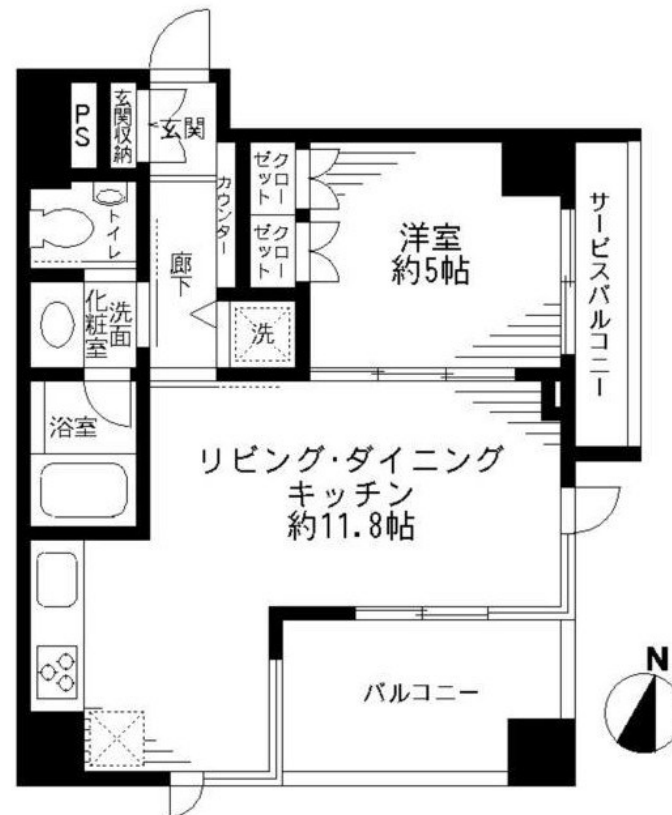 PS
玄関収納
玄関
トイレ
カウンター
廊下
クロー
ゼット
クロー
ゼット
洋室
約5帖
サービスバルコニー
洗面
化粧室
洗
浴室
リビング・ダイニング
キッチン
約11.8帖
バルコニー
N